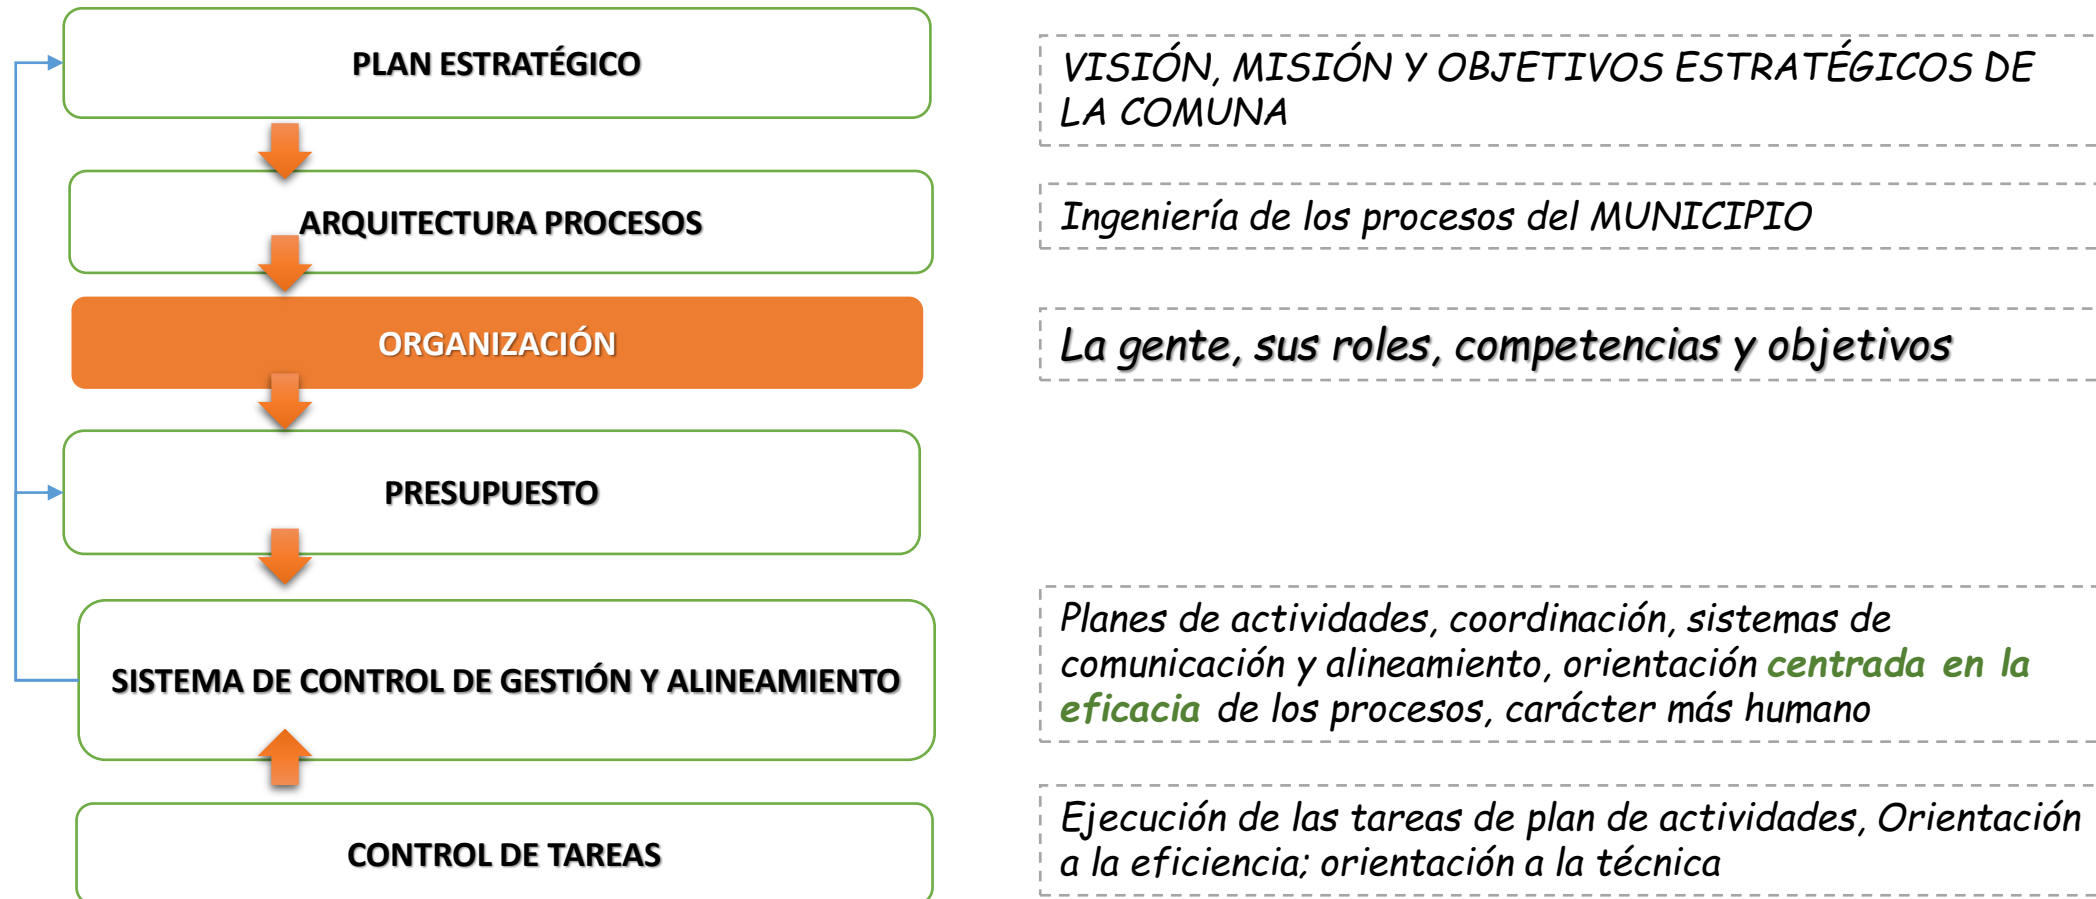 PLAN ESTRATÉGICO
VISIÓN, MISIÓN Y OBJETIVOS ESTRATÉGICOS DE
LA COMUNA
ARQUITECTURA PROCESOS
Ingeniería de los procesos del MUNICIPIO
ORGANIZACIÓN
La gente, sus roles, competencias y objetivos
PRESUPUESTO
SISTEMA DE CONTROL DE GESTIÓN Y ALINEAMIENTO
Planes de actividades, coordinación, sistemas de
comunicación y alineamiento, orientación centrada en la
eficacia de los procesos, carácter más humano
CONTROL DE TAREAS
Ejecución de las tareas de plan de actividades, Orientación
a la eficiencia; orientación a la técnica